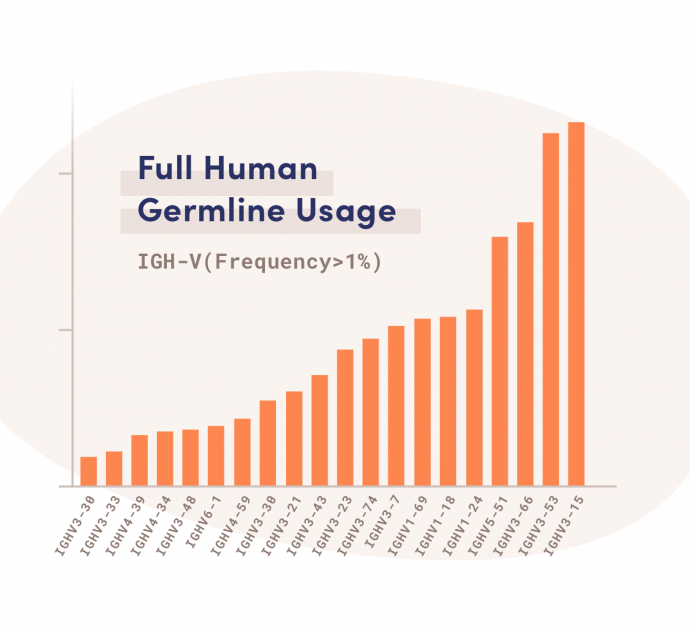 Full Human
Germline Usage
IGH-V(Frequency>1%)
IGHV3-30
IGHV3-33
IGHV4-39
IGHV4-34
IGHV3-48
IGHV6-1
IGHV4-59
IGHV3-30
IGHV3-21
IGHV3-43
IGHV3-23
IGHV3-74
IGHV3-7
IGHV1-69
IGHV1-18
IGHV1-24
IGHV5-51
IGHV3-66
IGHV3-53
IGHV3-15